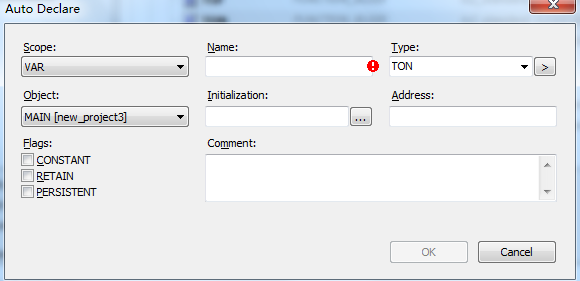 Auto Declare
Scope: Name: Type:
VAR TON >
Object: Initialization: Address:
MAIN [new_project3] ...
Flags: Comment:
CONSTANT
RETAIN
PERSISTENT
OK Cancel